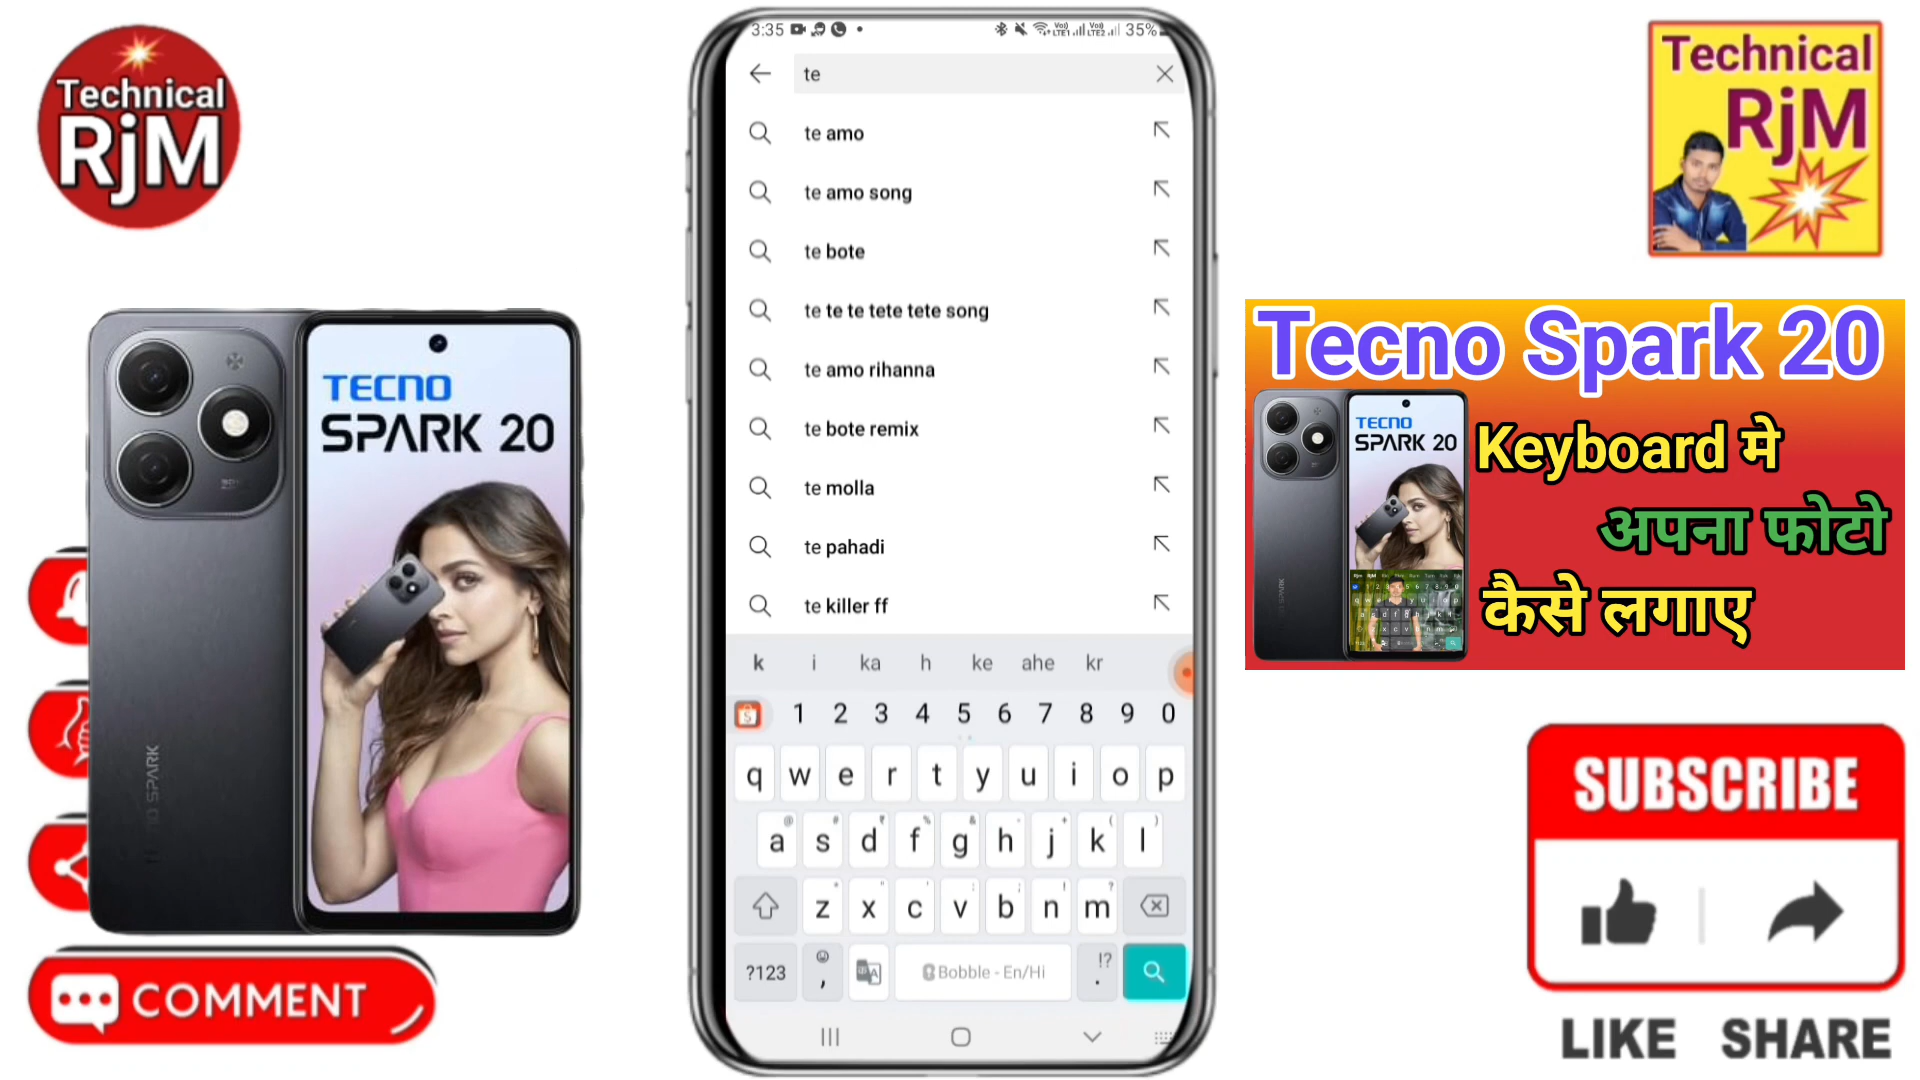 Technical
RjM
TECNO
SPARK 20
COMMENT
3:35
35%
te
te amo
te amo song
te bote
te te te tete tete song
te amo rihanna
te bote remix
te molla
te pahadi
te killer ff
k i ka h ke ahe kr
1 2 3 4 5 6 7 8 9 0
q w e r t y u i o p
a s d f g h j k l
z x c v b n m
?123 , Bobble - En/Hi !? .
Technical
RjM
Tecno Spark 20
TECNO
SPARK 20
Keyboard मे
अपना फोटो
कैसे लगाए
SUBSCRIBE
LIKE SHARE